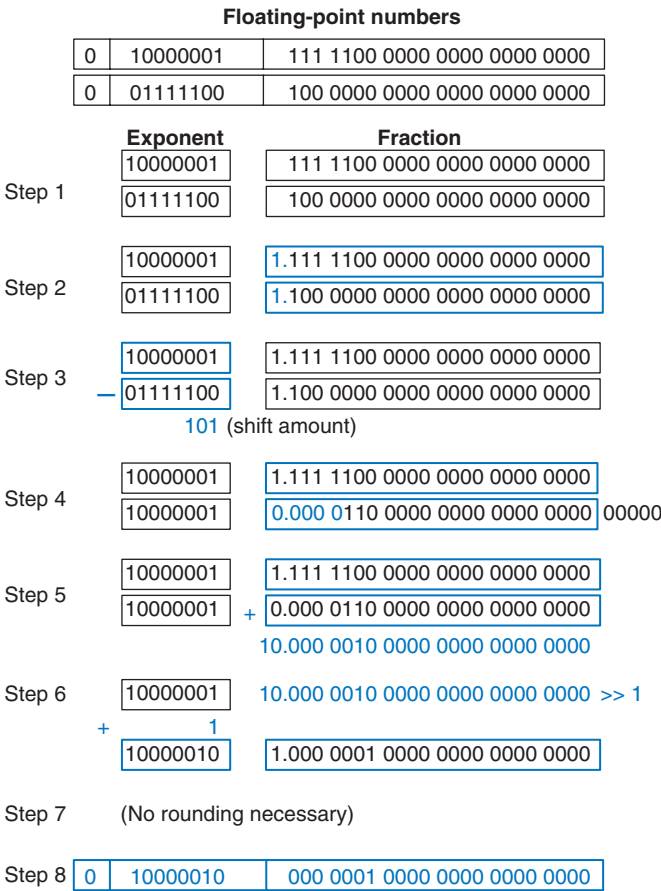 Floating-point numbers
0 10000001 111 1100 0000 0000 0000 0000
0 01111100 100 0000 0000 0000 0000 0000
Exponent Fraction
10000001 111 1100 0000 0000 0000 0000
Step 1
01111100 100 0000 0000 0000 0000 0000
10000001 1.111 1100 0000 0000 0000 0000
Step 2
01111100 1.100 0000 0000 0000 0000 0000
10000001 1.111 1100 0000 0000 0000 0000
Step 3
– 01111100 1.100 0000 0000 0000 0000 0000
101 (shift amount)
10000001 1.111 1100 0000 0000 0000 0000
Step 4
10000001 0.000 0110 0000 0000 0000 0000 00000
10000001 1.111 1100 0000 0000 0000 0000
Step 5
10000001 + 0.000 0110 0000 0000 0000 0000
10.000 0010 0000 0000 0000 0000
Step 6 10000001 10.000 0010 0000 0000 0000 0000 >> 1
+ 1
10000010 1.000 0001 0000 0000 0000 0000
Step 7 (No rounding necessary)
Step 8 0 10000010 000 0001 0000 0000 0000 0000